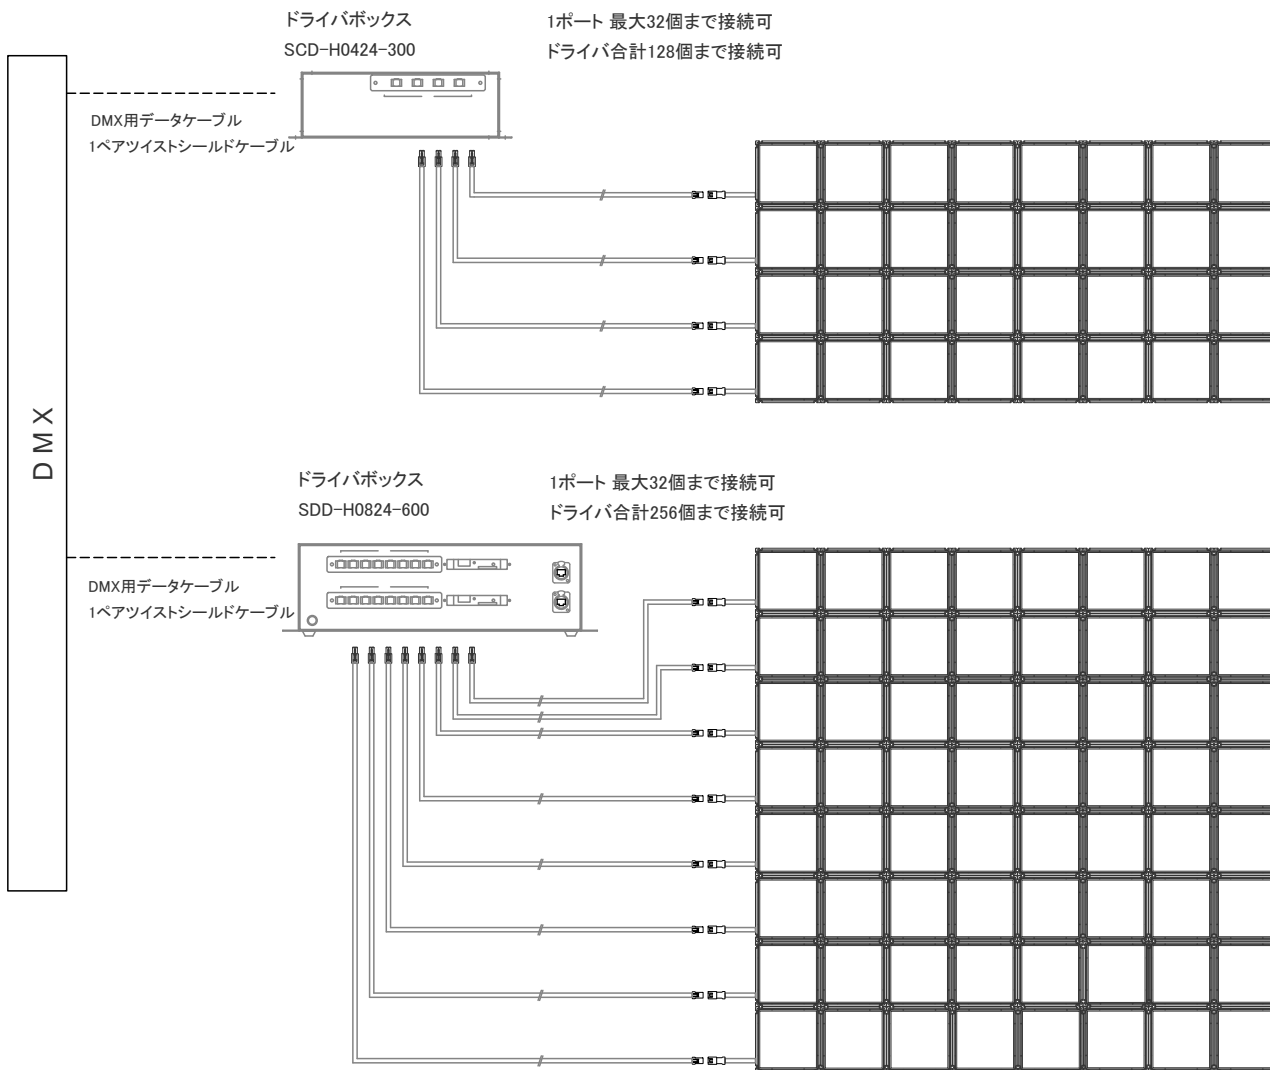 ドライバボックス
SCD-H0424-300
1ポート 最大32個まで接続可
ドライバ合計128個まで接続可
DMX用データケーブル
1ペアツイストシールドケーブル
DMX
ドライバボックス
SDD-H0824-600
1ポート 最大32個まで接続可
ドライバ合計256個まで接続可
DMX用データケーブル
1ペアツイストシールドケーブル